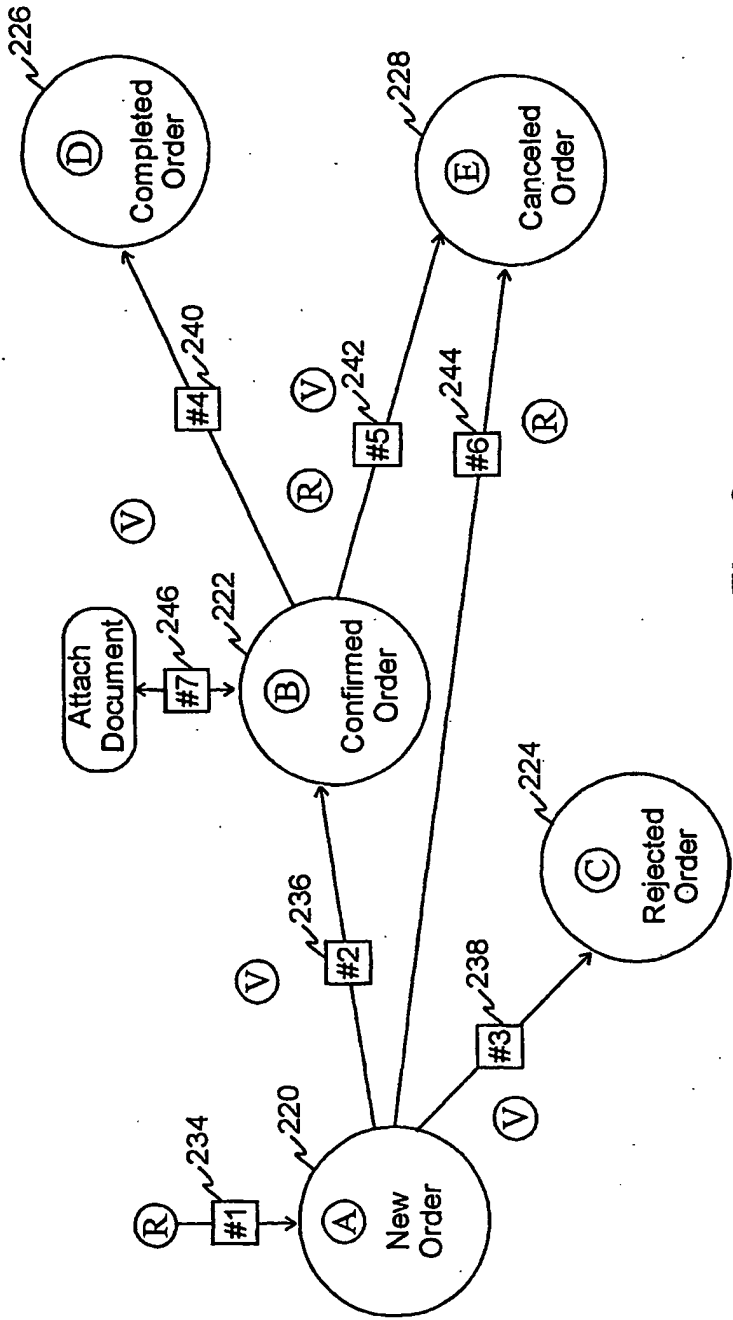 R
234
#1
220
A
New
Order
V
236
#2
#3
238
V
224
C
Rejected
Order
Attach
Document
#7
246
222
B
Confirmed
Order
V
#4
240
R
V
242
#5
244
#6
R
226
D
Completed
Order
228
E
Canceled
Order